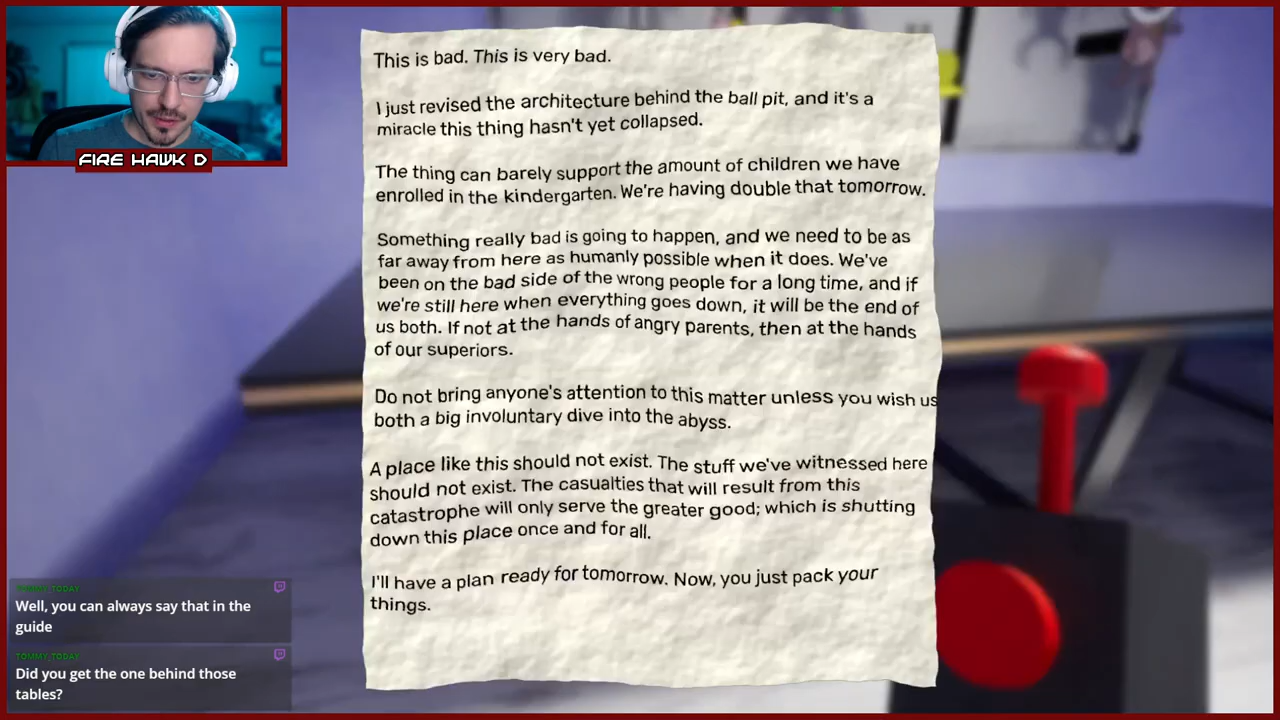 This is bad. This is very bad.
I just revised the architecture behind the ball pit, and it's a
miracle this thing hasn't yet collapsed.
The thing can barely support the amount of children we have
enrolled in the kindergarten. We're having double that tomorrow.
Something really bad is going to happen, and we need to be as
far away from here as humanly possible when it does. We've
been on the bad side of the wrong people for a long time, and if
we're still here when everything goes down, it will be the end of
us both. If not at the hands of angry parents, then at the hands
of our superiors.
Do not bring anyone's attention to this matter unless you wish us
both a big involuntary dive into the abyss.
A place like this should not exist. The stuff we've witnessed here
should not exist. The casualties that will result from this
catastrophe will only serve the greater good; which is shutting
down this place once and for all.
I'll have a plan ready for tomorrow. Now, you just pack your
things.
FIRE HAWK D
TOMMY_TODAY
Well, you can always say that in the
guide
TOMMY_TODAY
Did you get the one behind those
tables?